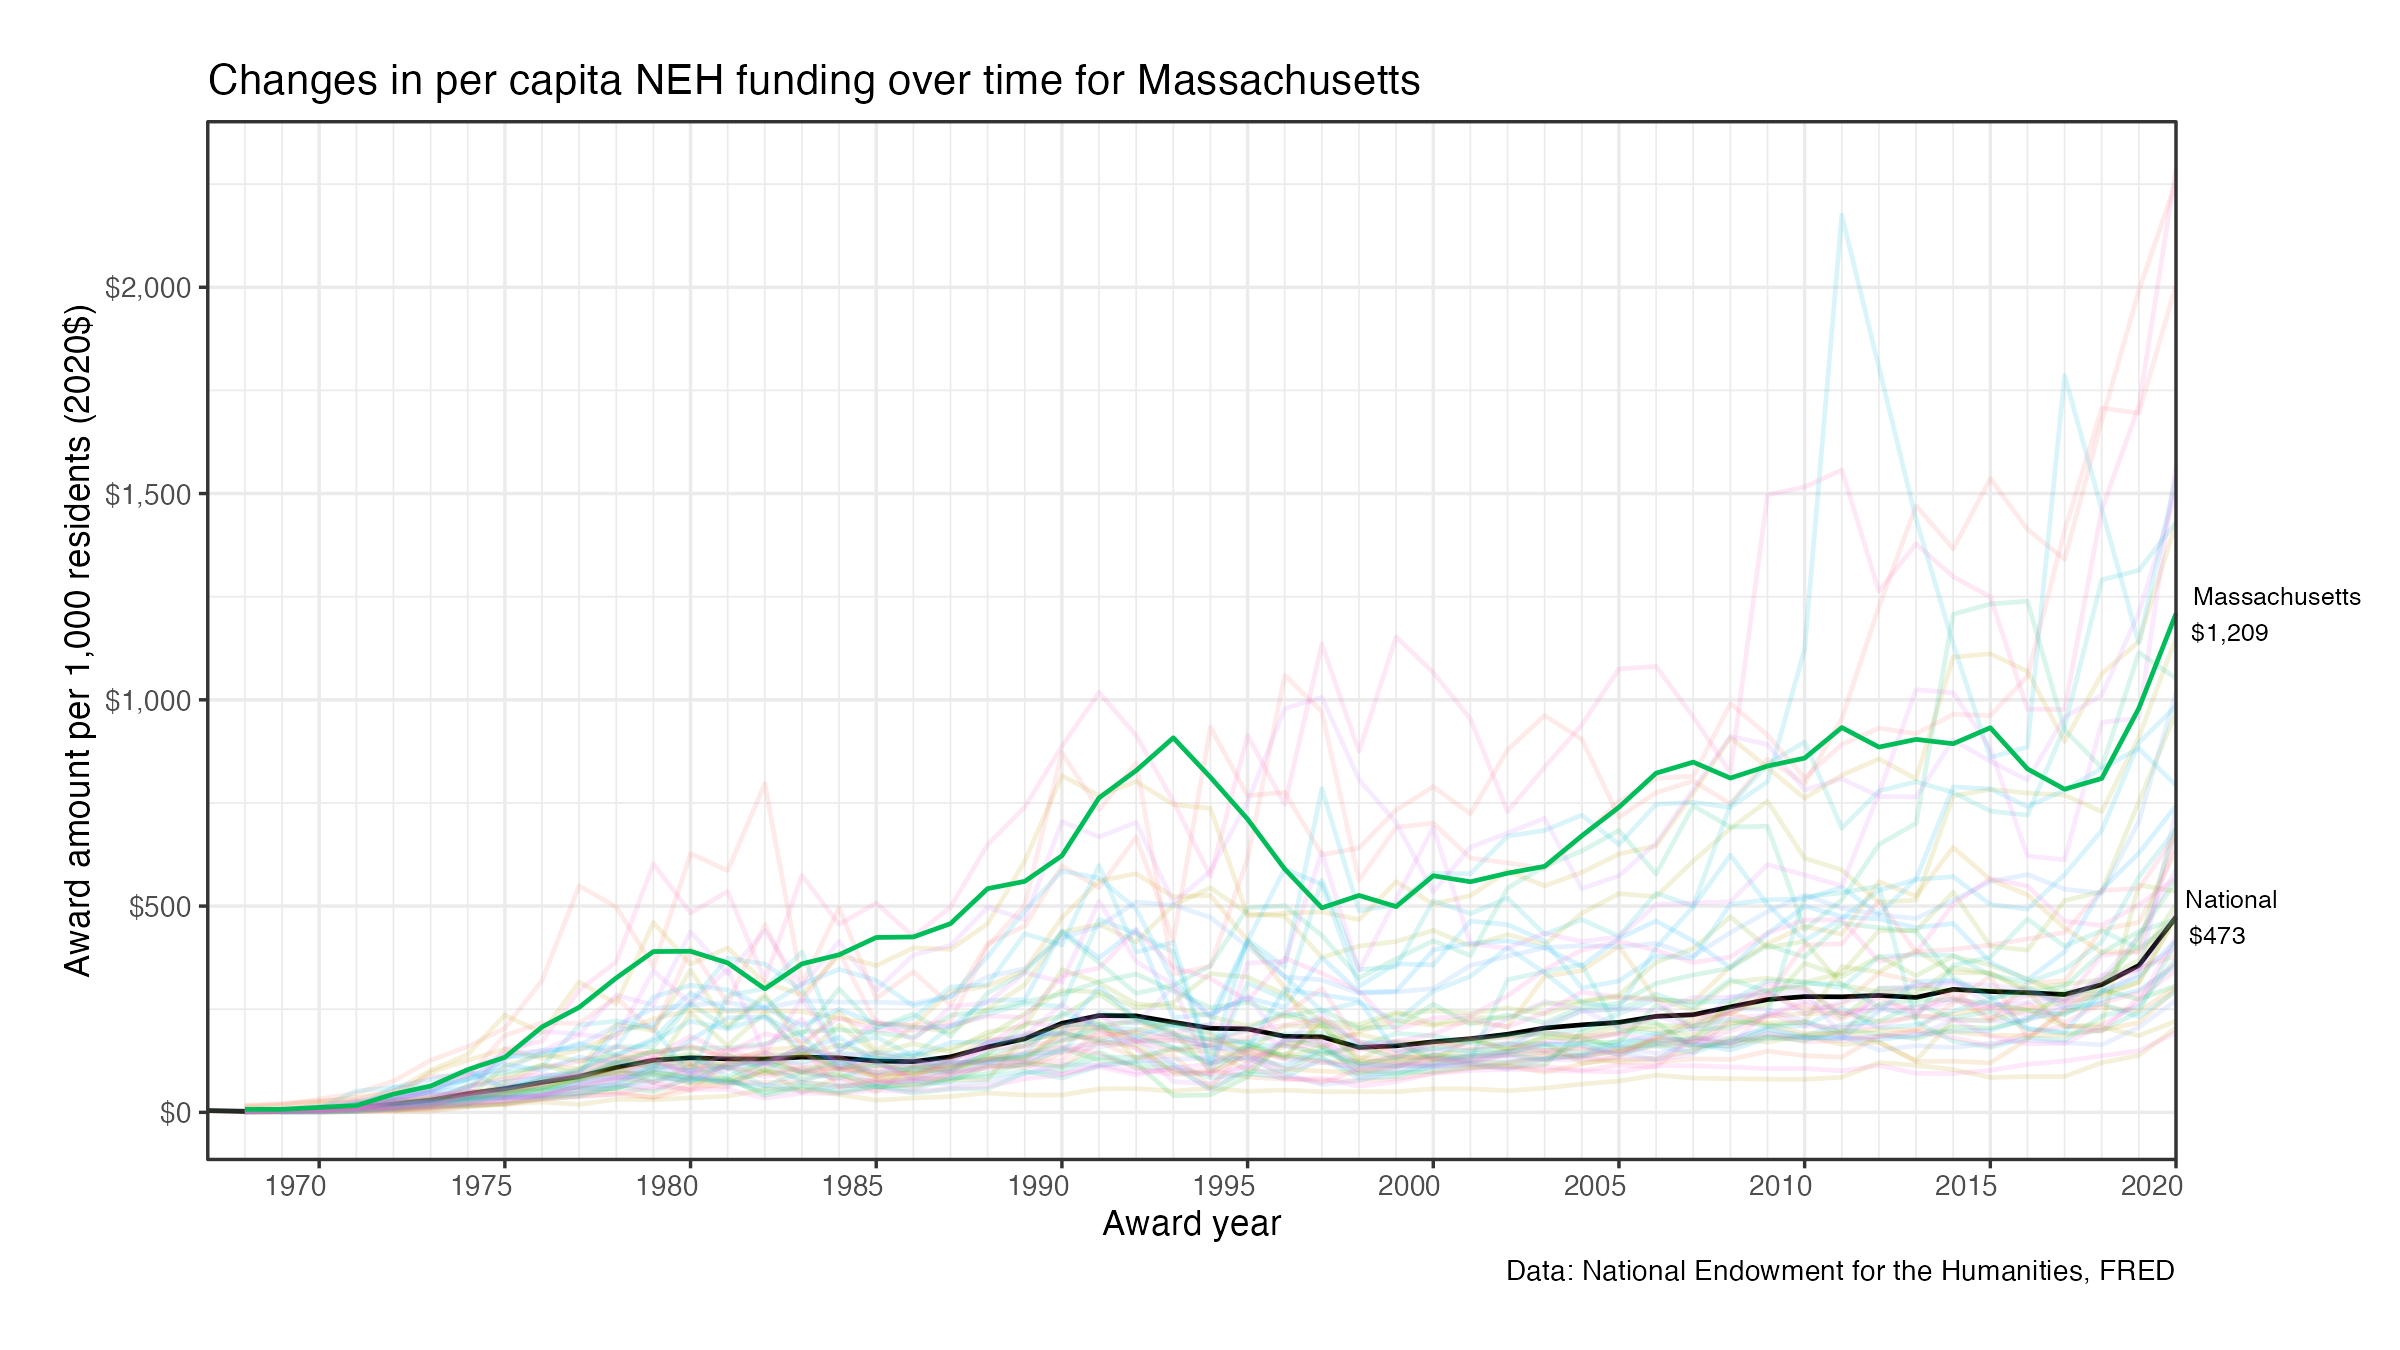 Changes in per capita NEH funding over time for Massachusetts
Award amount per 1,000 residents (2020$)
$2,000
$1,500
$1,000
$500
$0
Massachusetts
$1,209
National
$473
1970 1975 1980 1985 1990 1995 2000 2005 2010 2015 2020
Award year
Data: National Endowment for the Humanities, FRED